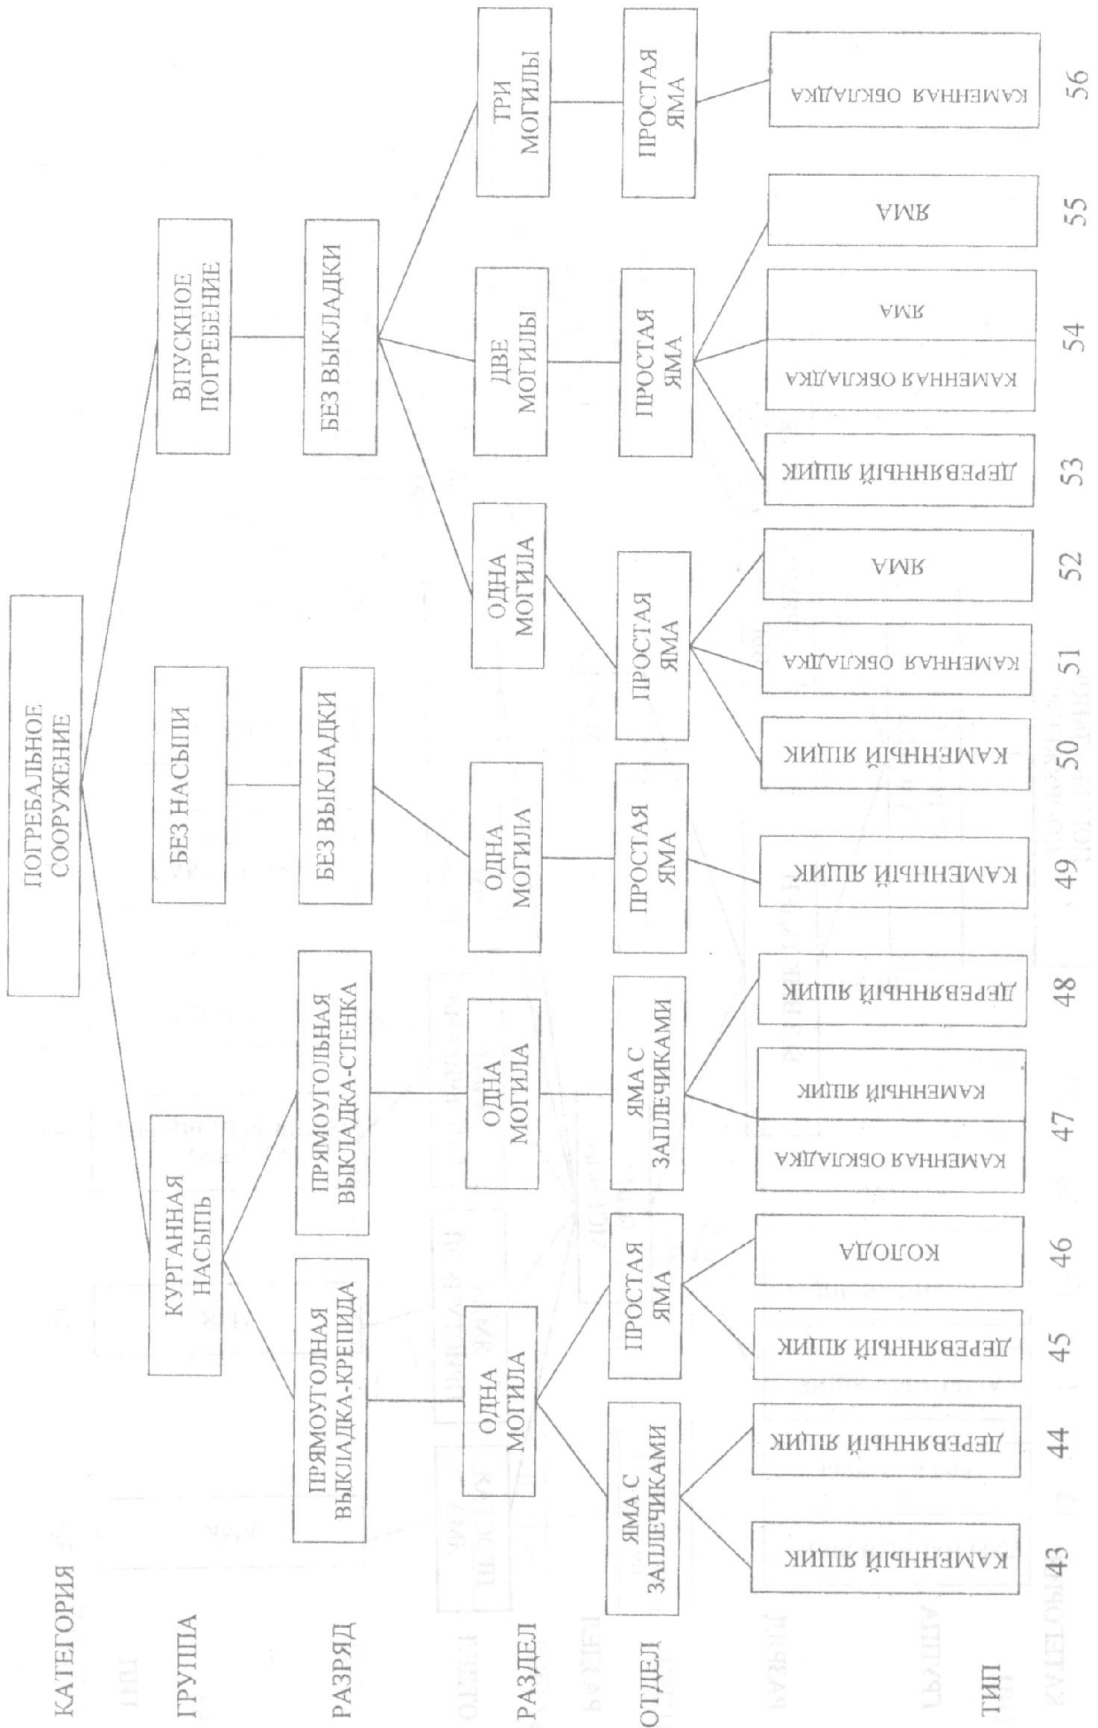 КАТЕГОРИЯ
ПОГРЕБАЛЬНОЕ
СООРУЖЕНИЕ
ГРУППА
КУРГАННАЯ
НАСЫПЬ
БЕЗ НАСЫПИ
ВПУСКНОЕ
ПОГРЕБЕНИЕ
РАЗРЯД
ПРЯМОУГОЛНАЯ
ВЫКЛАДКА-КРЕПИДА
ПРЯМОУГОЛЬНАЯ
ВЫКЛАДКА-СТЕНКА
БЕЗ ВЫКЛАДКИ
БЕЗ ВЫКЛАДКИ
РАЗДЕЛ
ОДНА
МОГИЛА
ОДНА
МОГИЛА
ОДНА
МОГИЛА
ОДНА
МОГИЛА
ДВЕ
МОГИЛЫ
ТРИ
МОГИЛЫ
ОТДЕЛ
ЯМА С
ЗАПЛЕЧИКАМИ
ПРОСТАЯ
ЯМА
ЯМА С
ЗАПЛЕЧИКАМИ
ПРОСТАЯ
ЯМА
ПРОСТАЯ
ЯМА
ПРОСТАЯ
ЯМА
ПРОСТАЯ
ЯМА
ТИП
КАМЕННЫЙ ЯЩИК
ДЕРЕВЯННЫЙ ЯЩИК
ДЕРЕВЯННЫЙ ЯЩИК
КОЛОДА
КАМЕННАЯ ОБКЛАДКА
КАМЕННЫЙ ЯЩИК
ДЕРЕВЯННЫЙ ЯЩИК
КАМЕННЫЙ ЯЩИК
КАМЕННЫЙ ЯЩИК
КАМЕННАЯ ОБКЛАДКА
ЯМА
ДЕРЕВЯННЫЙ ЯЩИК
КАМЕННАЯ ОБКЛАДКА
ЯМА
ЯМА
КАМЕННАЯ ОБКЛАДКА
43
44
45
46
47
48
49
50
51
52
53
54
55
56